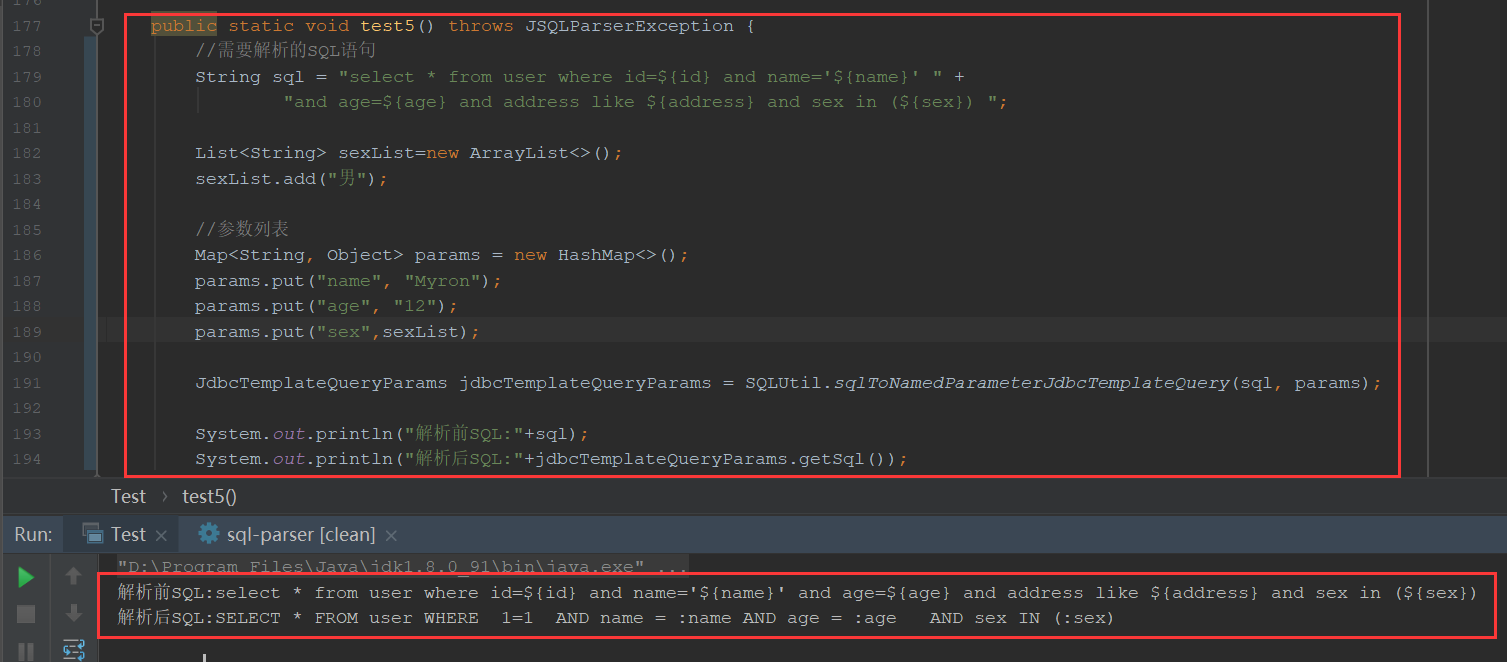 176
177 public static void test5() throws JSQLParserException {
178 //需要解析的SQL语句
179 String sql = "select * from user where id=${id} and name='${name}' " +
180 "and age=${age} and address like ${address} and sex in (${sex}) ";
181
182 List<String> sexList=new ArrayList<>();
183 sexList.add("男");
184
185 //参数列表
186 Map<String, Object> params = new HashMap<>();
187 params.put("name", "Myron");
188 params.put("age", "12");
189 params.put("sex",sexList);
190
191 JdbcTemplateQueryParams jdbcTemplateQueryParams = SQLUtil.sqlToNamedParameterJdbcTemplateQuery(sql, params);
192
193 System.out.println("解析前SQL:"+sql);
194 System.out.println("解析后SQL:"+jdbcTemplateQueryParams.getSql());
Test › test5()
Run: Test × sql-parser [clean] ×
"D:\Program Files\Java\jdk1.8.0_91\bin\java.exe" ...
解析前SQL:select * from user where id=${id} and name='${name}' and age=${age} and address like ${address} and sex in (${sex})
解析后SQL:SELECT * FROM user WHERE  1=1  AND name = :name AND age = :age   AND sex IN (:sex)